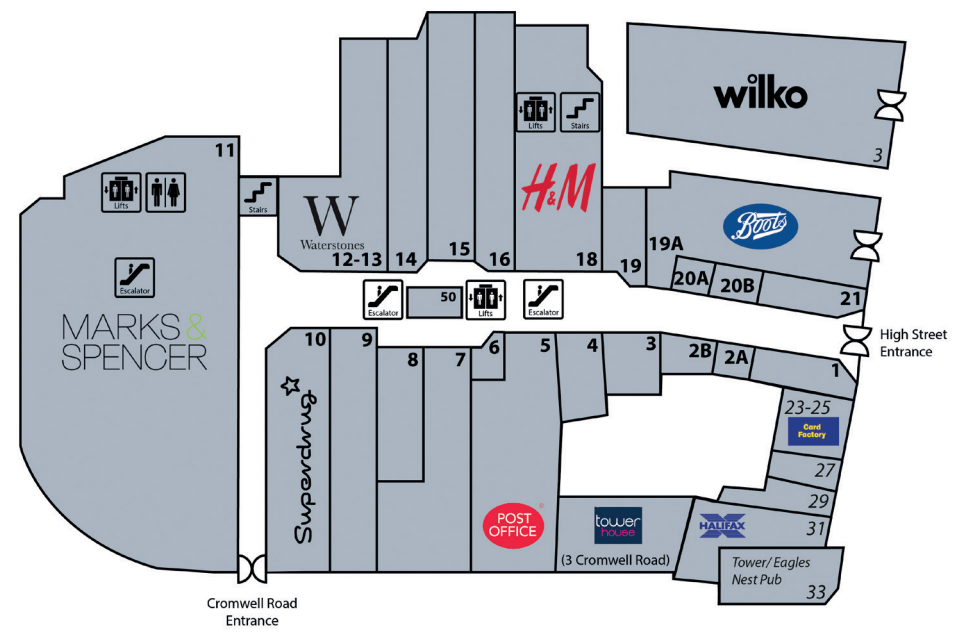 wilko
3
11
Lifts
Escalator
MARKS &
SPENCER
Stairs
W
Waterstones
12-13
14
15
16
Lifts
Stairs
H&M
18
19
19A
Boots
20A
20B
21
Escalator
50
Lifts
Escalator
High Street
Entrance
10
Superdrug
9
8
7
6
5
4
3
2B
2A
1
POST
OFFICE
®
tower
house
(3 Cromwell Road)
23-25
Card
Factory
27
29
HALIFAX
31
Tower/ Eagles
Nest Pub
33
Cromwell Road
Entrance